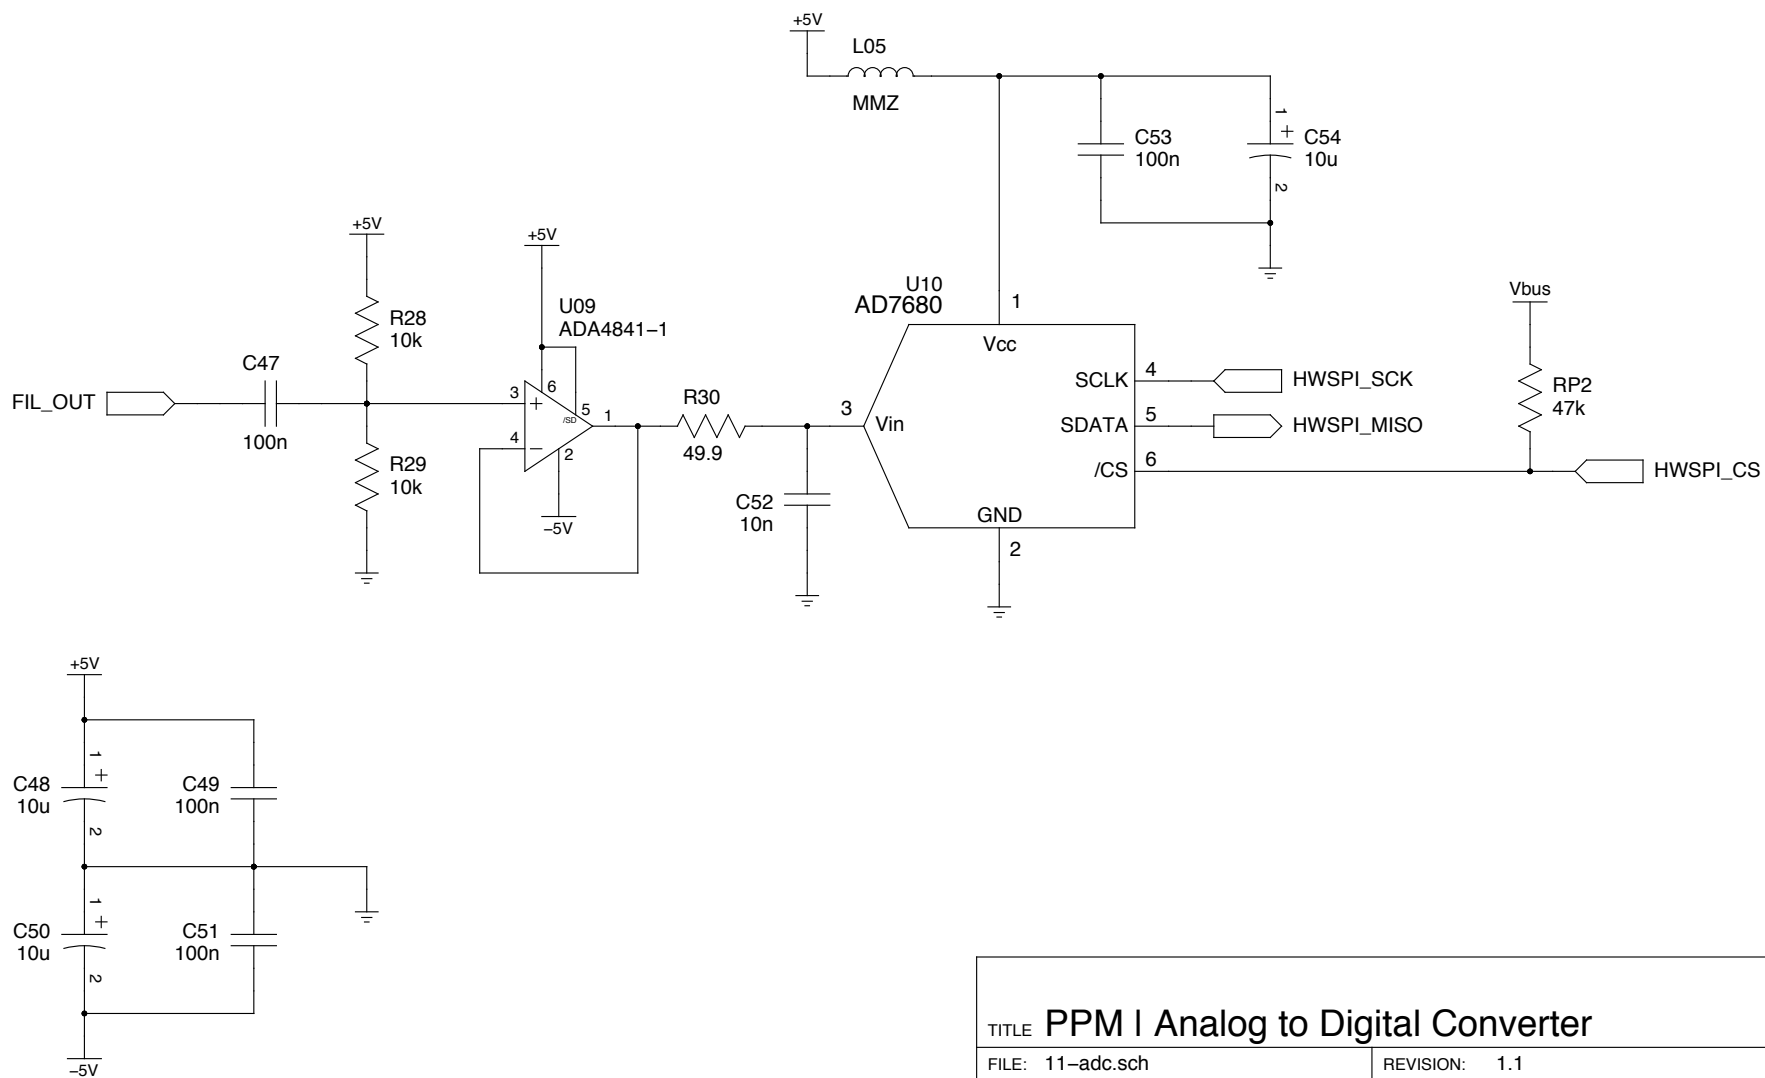 +5V
L05
MMZ
1
+
C53
100n
C54
10u
2
+5V
+5V
R28
10k
U09
ADA4841-1
U10
AD7680
1
Vcc
Vbus
C47
100n
FIL_OUT
3
+
6
5
/SD
1
4
−
2
-5V
R29
10k
R30
49.9
3
Vin
C52
10n
SCLK
4
HWSPI_SCK
SDATA
5
HWSPI_MISO
/CS
6
HWSPI_CS
RP2
47k
GND
2
+5V
1
+
C48
10u
2
C49
100n
1
+
C50
10u
2
C51
100n
-5V
TITLE PPM I Analog to Digital Converter
FILE: 11-adc.sch
REVISION: 1.1